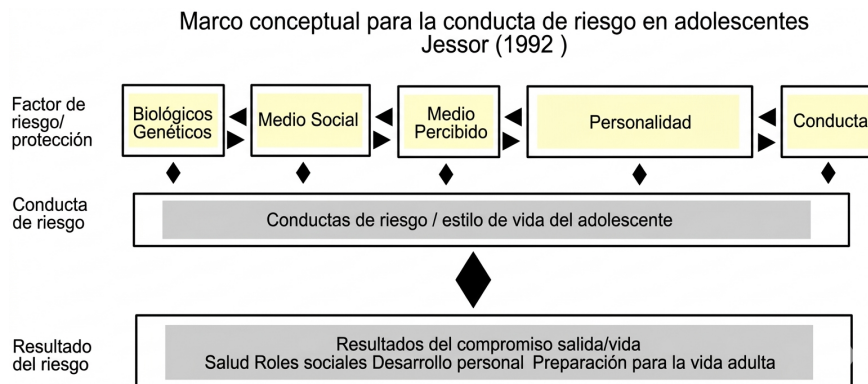 Marco conceptual para la conducta de riesgo en adolescentes
Jessor (1992 )
Factor de
riesgo/
protección
Biológicos
Genéticos
Medio Social
Medio
Percibido
Personalidad
Conducta
Conducta
de riesgo
Conductas de riesgo / estilo de vida del adolescente
Resultado
del riesgo
Resultados del compromiso salida/vida
Salud Roles sociales Desarrollo personal Preparación para la vida adulta